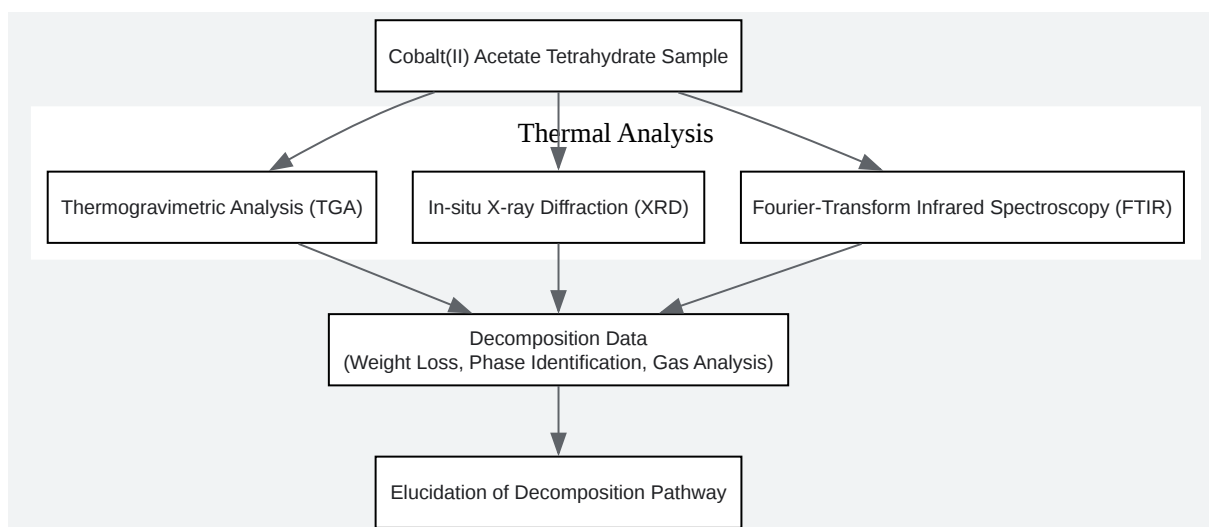 Cobalt(II) Acetate Tetrahydrate Sample
Thermal Analysis
Thermogravimetric Analysis (TGA)
In-situ X-ray Diffraction (XRD)
Fourier-Transform Infrared Spectroscopy (FTIR)
Decomposition Data
(Weight Loss, Phase Identification, Gas Analysis)
Elucidation of Decomposition Pathway